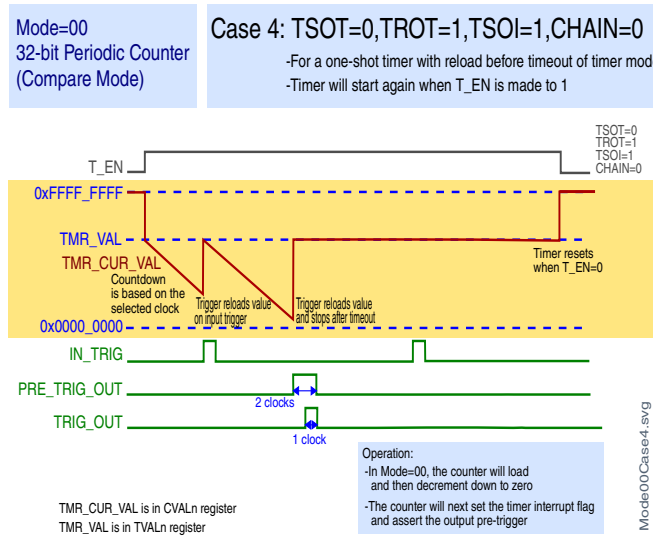 Mode=00
32-bit Periodic Counter
(Compare Mode)
Case 4: TSOT=0,TROT=1,TSOI=1,CHAIN=0
-For a one-shot timer with reload before timeout of timer mod
-Timer will start again when T_EN is made to 1
TSOT=0
TROT=1
TSOI=1
CHAIN=0
T_EN
0xFFFF_FFFF
TMR_VAL
TMR_CUR_VAL
Countdown
is based on the
selected clock
Trigger reloads value
on input trigger
Trigger reloads value
and stops after timeout
Timer resets
when T_EN=0
0x0000_0000
IN_TRIG
PRE_TRIG_OUT
2 clocks
TRIG_OUT
1 clock
Operation:
-In Mode=00, the counter will load
and then decrement down to zero
-The counter will next set the timer interrupt flag
and assert the output pre-trigger
TMR_CUR_VAL is in CVALn register
TMR_VAL is in TVALn register
Mode00Case4.svg